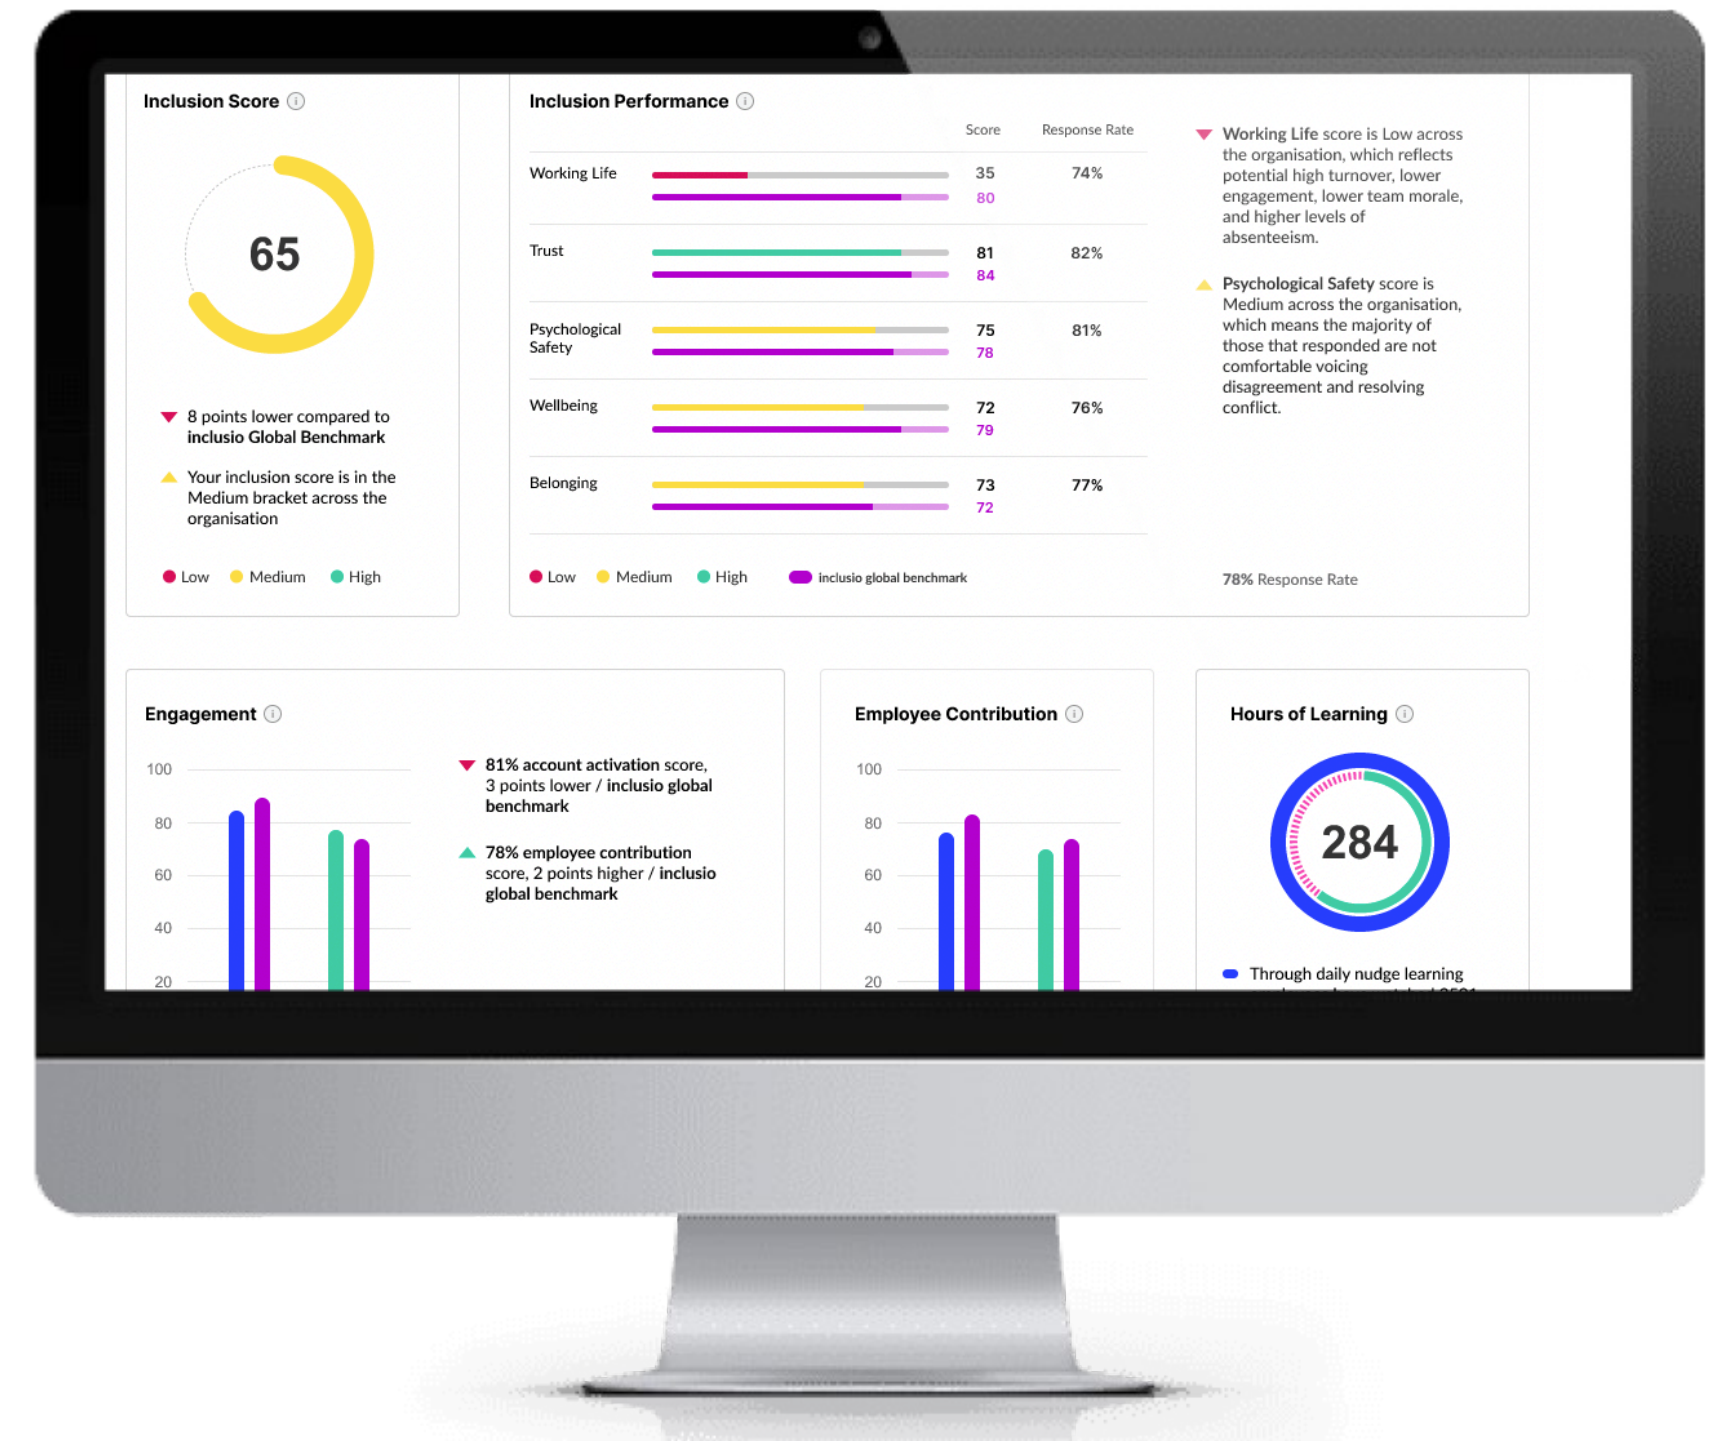 Inclusion Score
65
8 points lower compared to
inclusio Global Benchmark
Your inclusion score is in the
Medium bracket across the
organisation
Low Medium High
Inclusion Performance
Score Response Rate
Working Life 35 74%
80
Trust 81 82%
84
Psychological
Safety
75 81%
78
Wellbeing 72 76%
79
Belonging 73 77%
72
Low Medium High inclusio global benchmark
Working Life score is Low across
the organisation, which reflects
potential high turnover, lower
engagement, lower team morale,
and higher levels of
absenteeism.
Psychological Safety score is
Medium across the organisation,
which means the majority of
those that responded are not
comfortable voicing
disagreement and resolving
conflict.
78% Response Rate
Engagement
100
80
60
40
20
81% account activation score,
3 points lower / inclusio global
benchmark
78% employee contribution
score, 2 points higher / inclusio
global benchmark
Employee Contribution
100
80
60
40
20
Hours of Learning
284
Through daily nudge learning